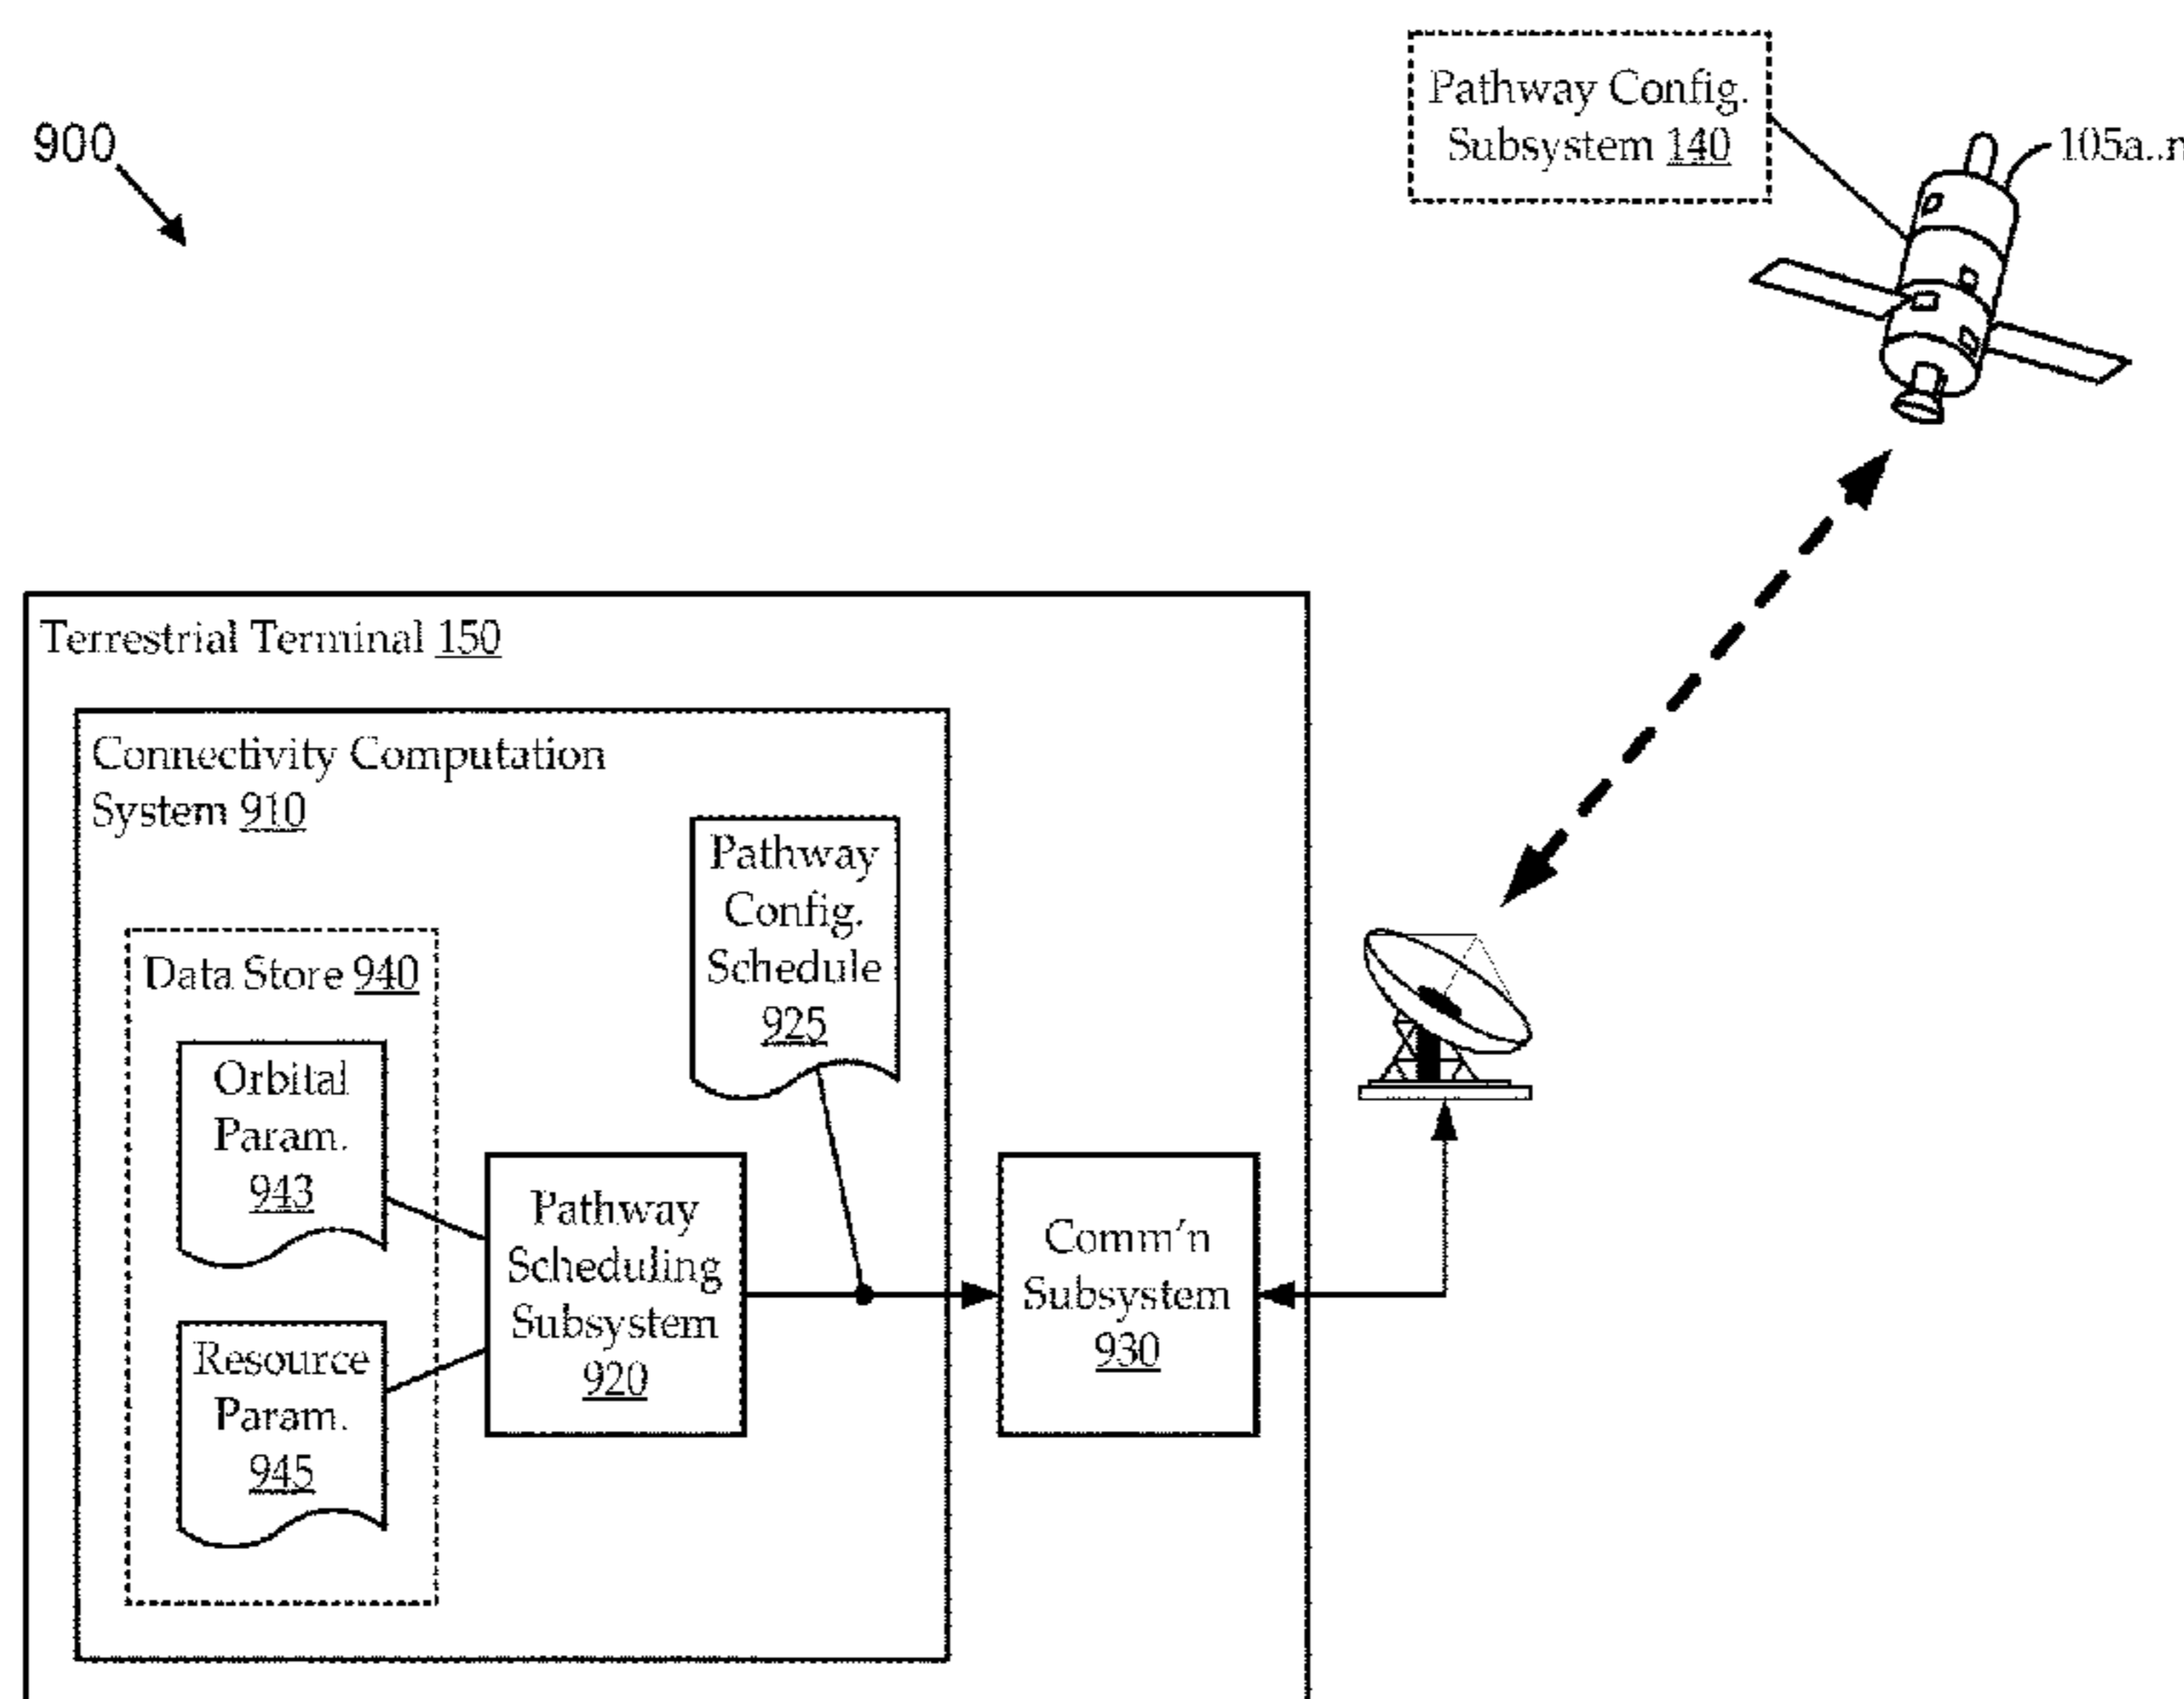 Pathway Config.
Subsystem 140
900
105a..n
Terrestrial Terminal 150
Connectivity Computation
System 910
Pathway
Config.
Schedule
925
Data Store 940
Orbital
Param.
943
Pathway
Scheduling
Subsystem
920
Comm'n
Subsystem
930
Resource
Param.
945